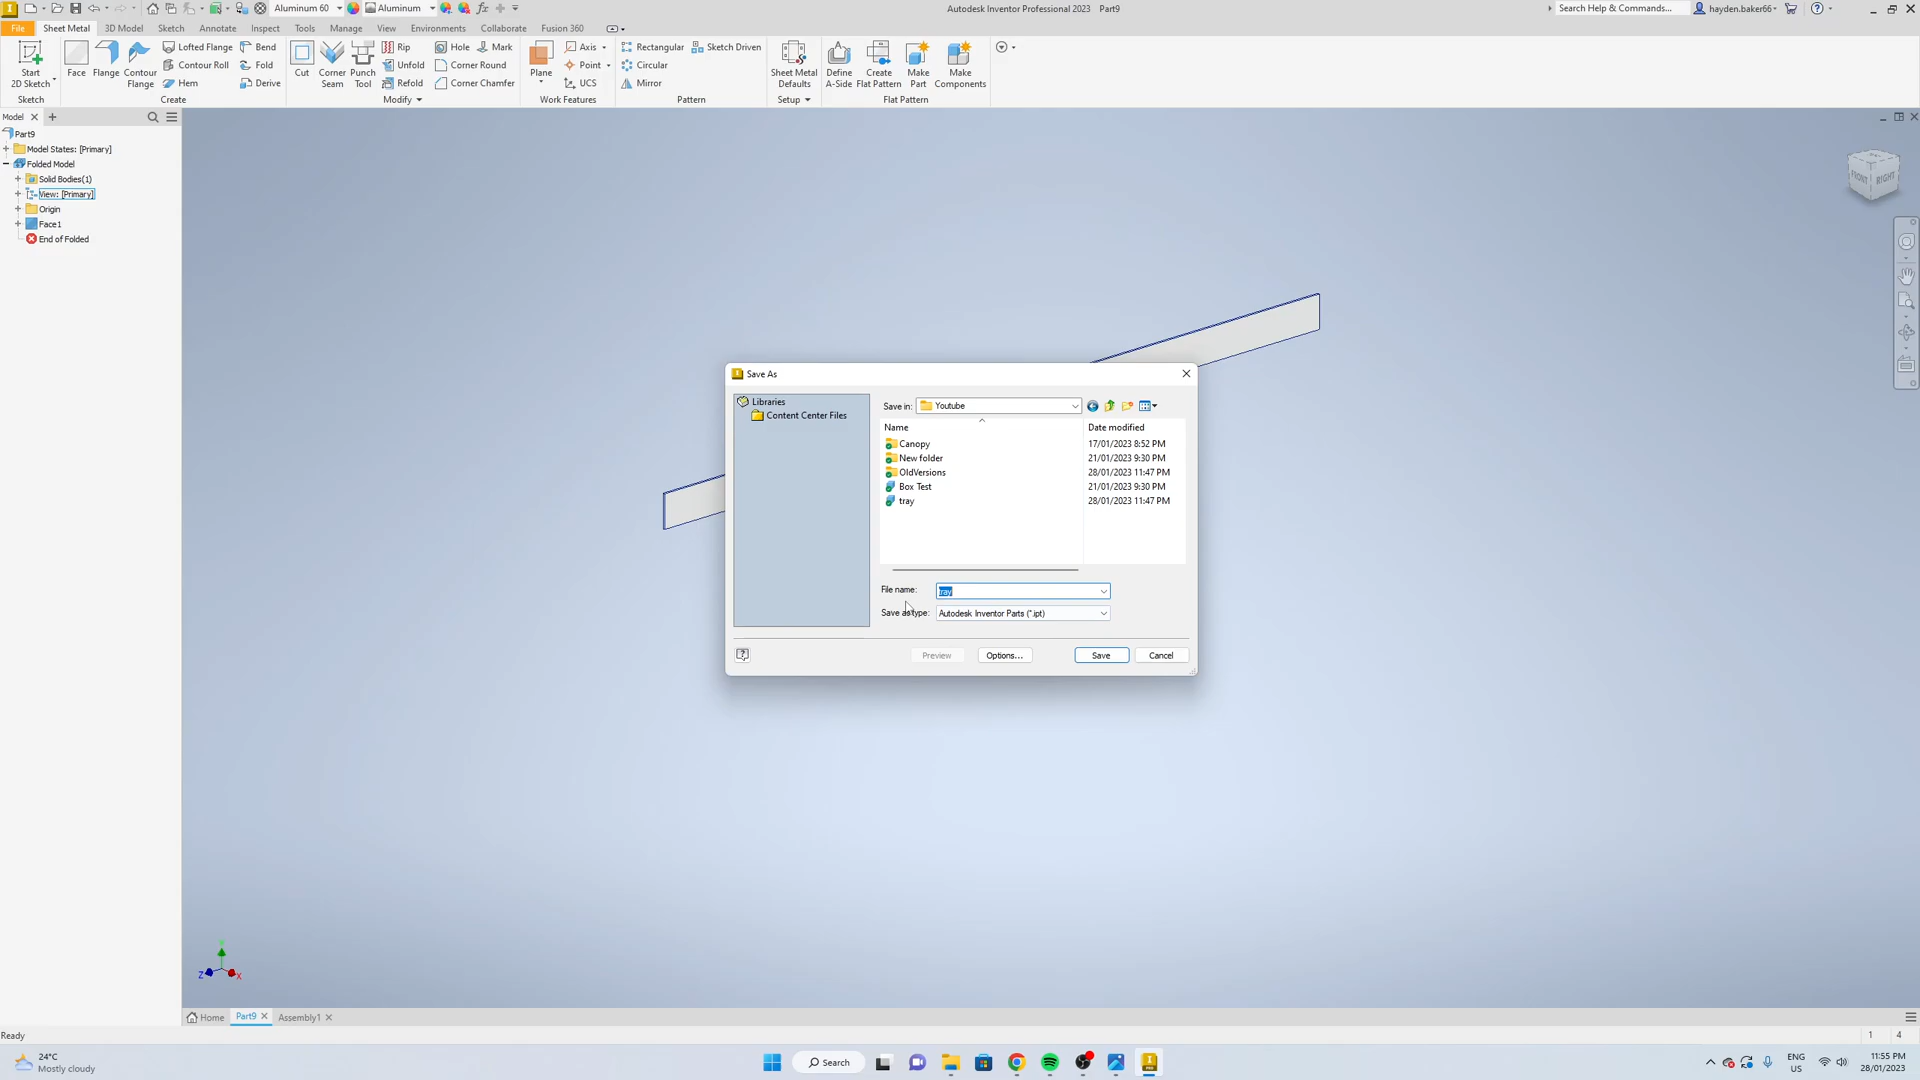 Aluminum 60
Aluminum
Autodesk Inventor Professional 2023 Part9
Search Help & Commands...
hayden.baker66
File
Sheet Metal
3D Model
Sketch
Annotate
Inspect
Tools
Manage
View
Environments
Collaborate
Fusion 360
Start
2D Sketch
Sketch
Face
Flange
Contour
Flange
Lofted Flange
Contour Roll
Hem
Bend
Fold
Derive
Create
Cut
Corner
Seam
Punch
Tool
Rip
Unfold
Refold
Hole
Mark
Corner Round
Corner Chamfer
Modify
Plane
Axis
Point
UCS
Work Features
Rectangular
Circular
Mirror
Sketch Driven
Pattern
Sheet Metal
Defaults
Setup
Define
A-Side
Create
Flat Pattern
Make
Part
Make
Components
Flat Pattern
Model
Part9
Model States: [Primary]
Folded Model
Solid Bodies(1)
View: [Primary]
Origin
Face1
End of Folded
FRONT
RIGHT
Save As
Libraries
Content Center Files
Save in:
Youtube
Name
Date modified
Canopy
17/01/2023 8:52 PM
New folder
21/01/2023 9:30 PM
OldVersions
28/01/2023 11:47 PM
Box Test
21/01/2023 9:30 PM
tray
28/01/2023 11:47 PM
File name:
tray
Save as type:
Autodesk Inventor Parts (*.ipt)
Preview
Options...
Save
Cancel
Z
X
Home
Part9
Assembly1
Ready
1
4
24°C
Mostly cloudy
Search
ENG
US
11:55 PM
28/01/2023